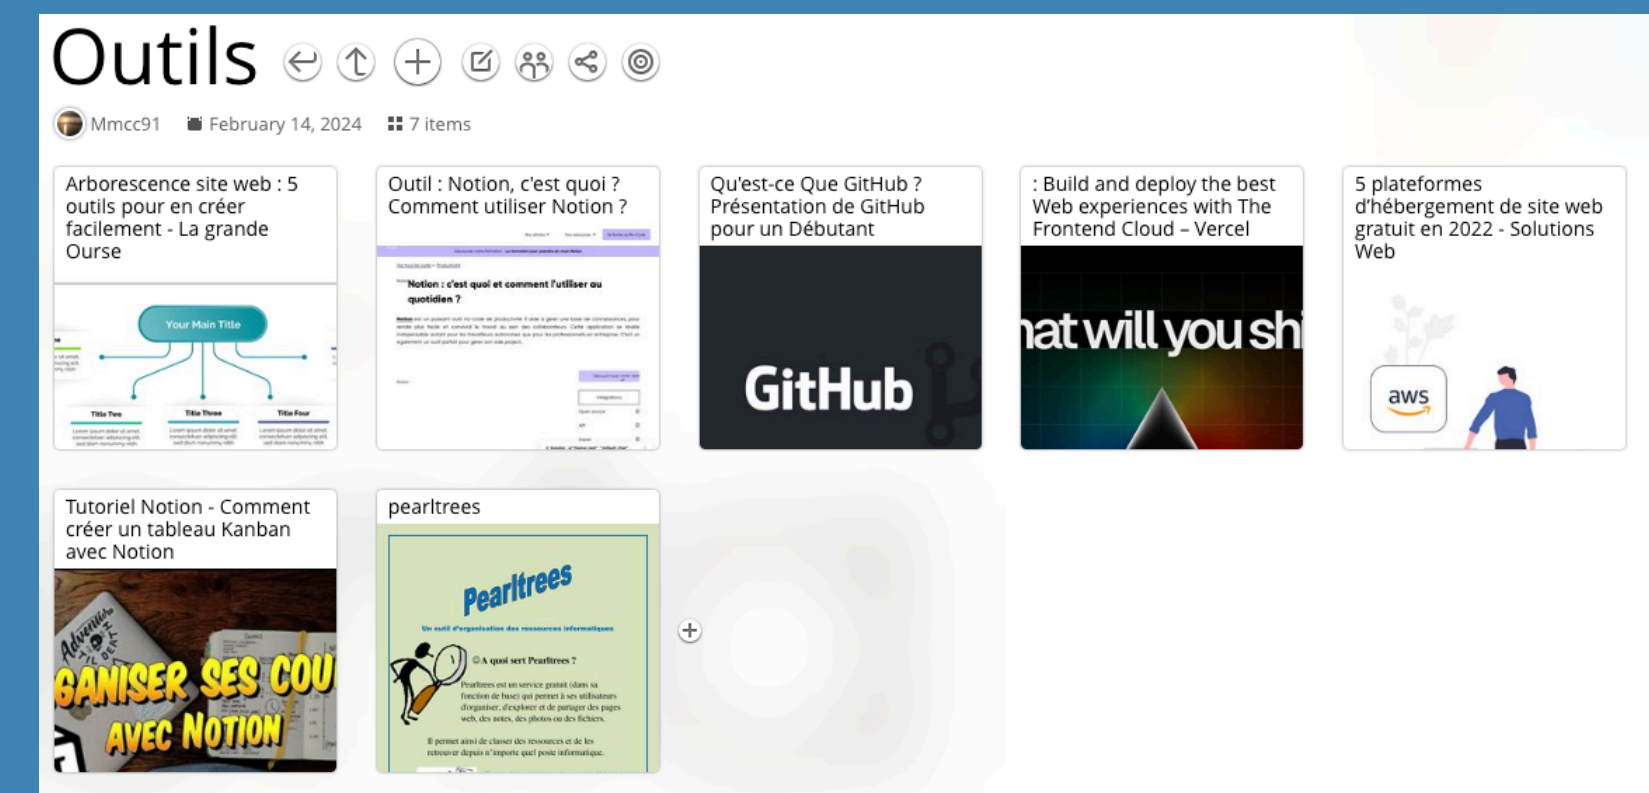 Outils
Mmcc91 February 14, 2024 7 items
Arborescence site web : 5
outils pour en créer
facilement - La grande
Ourse
Your Main Title
Title Two
Title Three
Title Four
Outil : Notion, c'est quoi ?
Comment utiliser Notion ?
Notion : c'est quoi et comment l'utiliser au
quotidien ?
Qu'est-ce Que GitHub ?
Présentation de GitHub
pour un Débutant
GitHub
: Build and deploy the best
Web experiences with The
Frontend Cloud – Vercel
hat will you shi
5 plateformes
d’hébergement de site web
gratuit en 2022 - Solutions
Web
aws
Tutoriel Notion - Comment
créer un tableau Kanban
avec Notion
Adventure
'TIL DEATH
GANISER SES COU
AVEC NOTION
pearltrees
Pearltrees
Un outil d'organisation des ressources informatiques
A quoi sert Pearltrees ?
Pearltrees est un service gratuit (dans sa
fonction de base) qui permet à ses utilisateurs
d'organiser, d'explorer et de partager des pages
web, des notes, des photos ou des fichiers.
Il permet ainsi de classer des ressources et de les
retrouver depuis n'importe quel poste informatique.